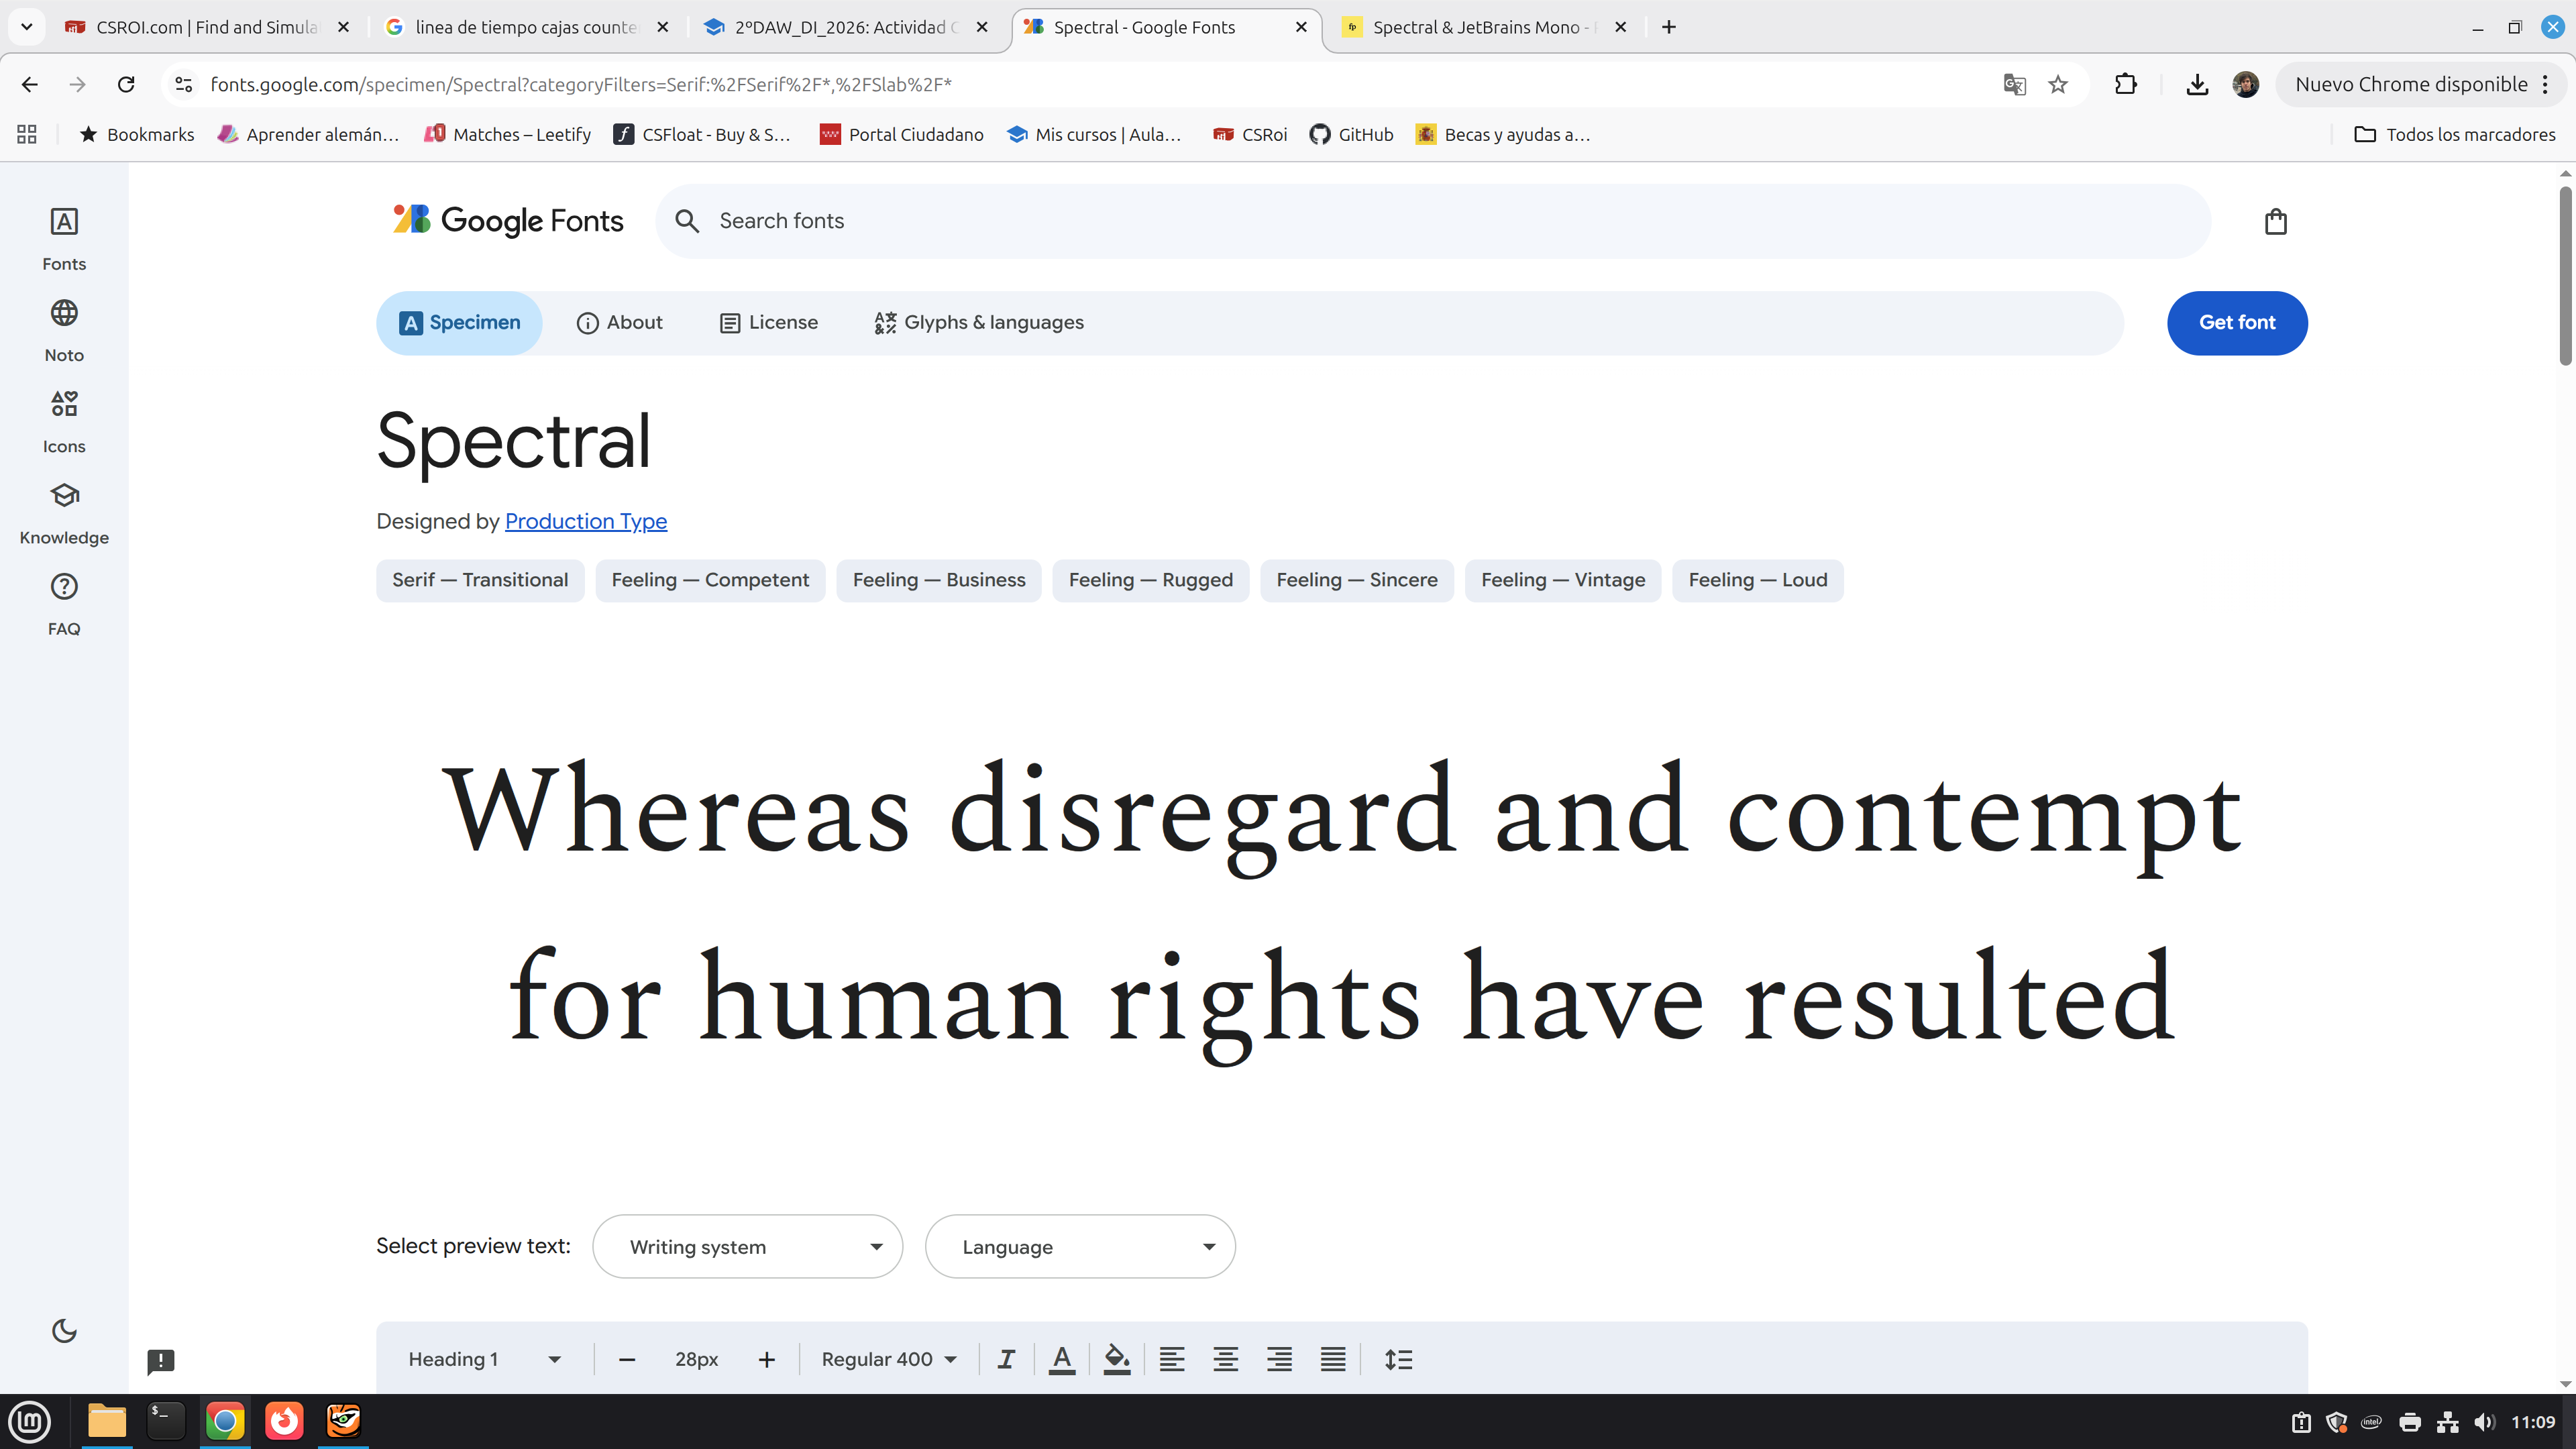 CSROI.com | Find and Simula
linea de tiempo cajas counte
2ºDAW_DI_2026: Actividad C
Spectral - Google Fonts
fp
Spectral & JetBrains Mono -
fonts.google.com/specimen/Spectral?categoryFilters=Serif:%2FSerif%2F*,%2FSlab%2F*
Nuevo Chrome disponible
Bookmarks
Aprender alemán...
Matches – Leetify
CSFloat - Buy & S...
Portal Ciudadano
Mis cursos | Aula...
CSRoi
GitHub
Becas y ayudas a...
Todos los marcadores
Fonts
Noto
Icons
Knowledge
FAQ
Google Fonts
Search fonts
Specimen
About
License
Glyphs & languages
Get font
Spectral
Designed by Production Type
Serif — Transitional
Feeling — Competent
Feeling — Business
Feeling — Rugged
Feeling — Sincere
Feeling — Vintage
Feeling — Loud
Whereas disregard and contempt
for human rights have resulted
Select preview text:
Writing system
Language
Heading 1
28px
Regular 400
11:09